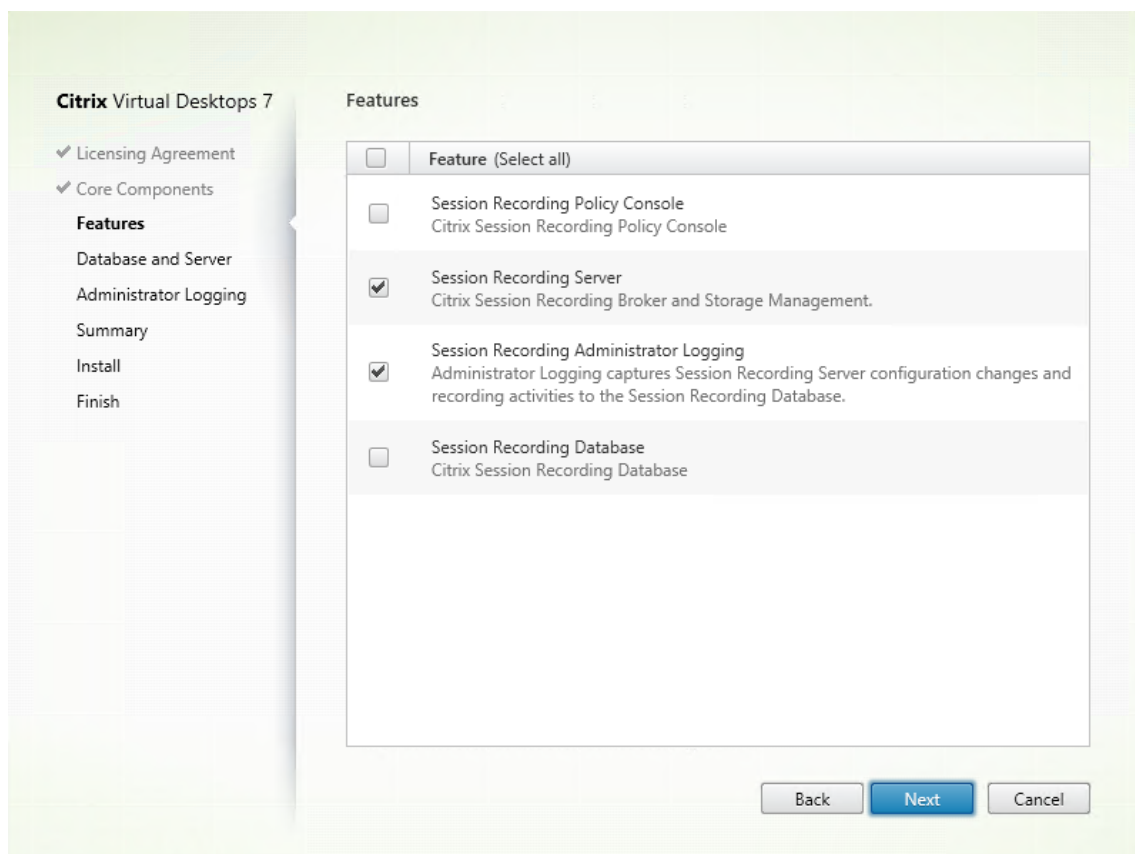 Citrix Virtual Desktops 7
Licensing Agreement
Core Components
Features
Database and Server
Administrator Logging
Summary
Install
Finish
Features
Feature (Select all)
Session Recording Policy Console
Citrix Session Recording Policy Console
Session Recording Server
Citrix Session Recording Broker and Storage Management.
Session Recording Administrator Logging
Administrator Logging captures Session Recording Server configuration changes and
recording activities to the Session Recording Database.
Session Recording Database
Citrix Session Recording Database
Back
Next
Cancel